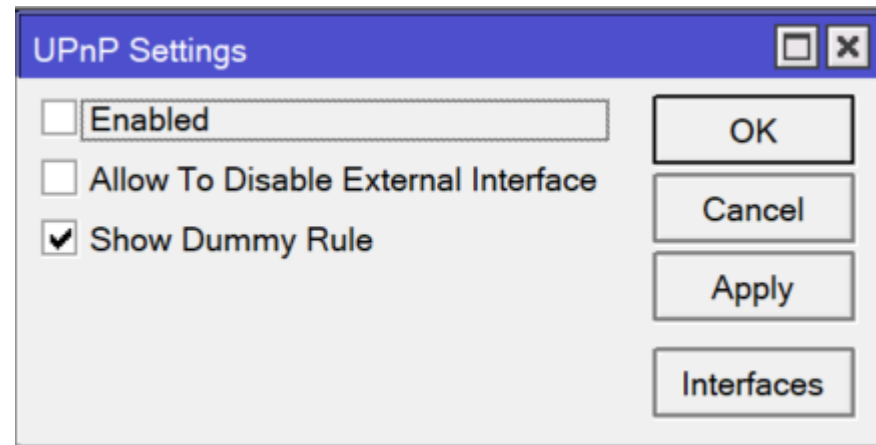 UPnP Settings
Enabled
Allow To Disable External Interface
Show Dummy Rule
OK
Cancel
Apply
Interfaces